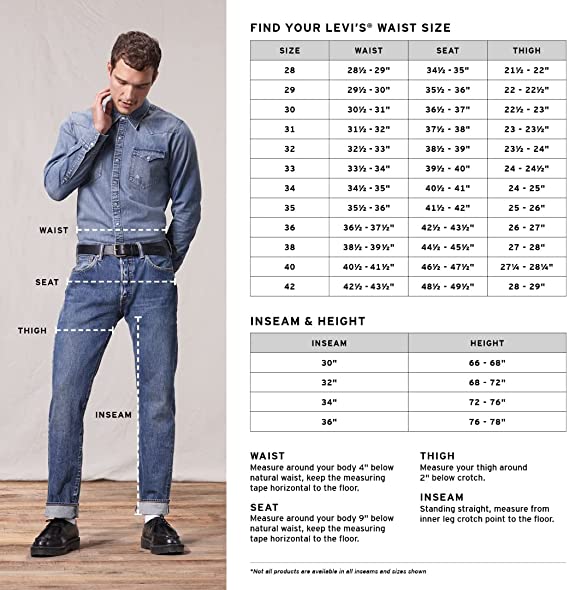 FIND YOUR LEVI'S® WAIST SIZE
SIZE WAIST SEAT THIGH
28 28½ - 29" 34½ - 35" 21½ - 22"
29 29½ - 30" 35½ - 36" 22 - 22½"
30 30½ - 31" 36½ - 37" 22½ - 23"
31 31½ - 32" 37½ - 38" 23 - 23½"
32 32½ - 33" 38½ - 39" 23½ - 24"
33 33½ - 34" 39½ - 40" 24 - 24½"
34 34½ - 35" 40½ - 41" 24 - 25"
35 35½ - 36" 41½ - 42" 25 - 26"
36 36½ - 37½" 42½ - 43½" 26 - 27"
38 38½ - 39½" 44½ - 45½" 27 - 28"
40 40½ - 41½" 46½ - 47½" 27¼ - 28¼"
42 42½ - 43½" 48½ - 49½" 28 - 29"
WAIST
SEAT
THIGH
INSEAM
INSEAM & HEIGHT
INSEAM HEIGHT
30" 66 - 68"
32" 68 - 72"
34" 72 - 76"
36" 76 - 78"
WAIST
Measure around your body 4" below
natural waist, keep the measuring
tape horizontal to the floor.
SEAT
Measure around your body 9" below
natural waist, keep the measuring
tape horizontal to the floor.
THIGH
Measure your thigh around
2" below crotch.
INSEAM
Standing straight, measure from
inner leg crotch point to the floor.
*Not all products are available in all inseams and sizes shown